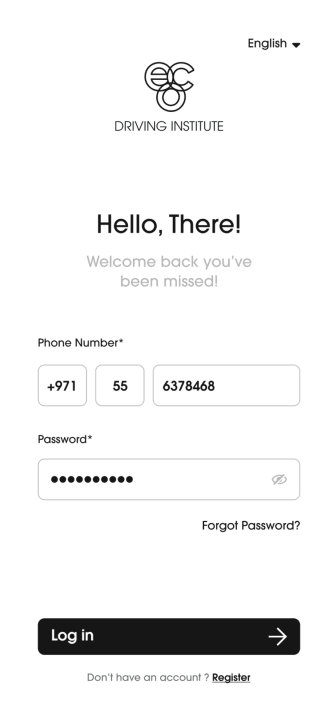 English
eco
DRIVING INSTITUTE
Hello, There!
Welcome back you've
been missed!
Phone Number*
+971 55 6378468
Password*
●●●●●●●●●●
Forgot Password?
Log in
Don't have an account ? Register